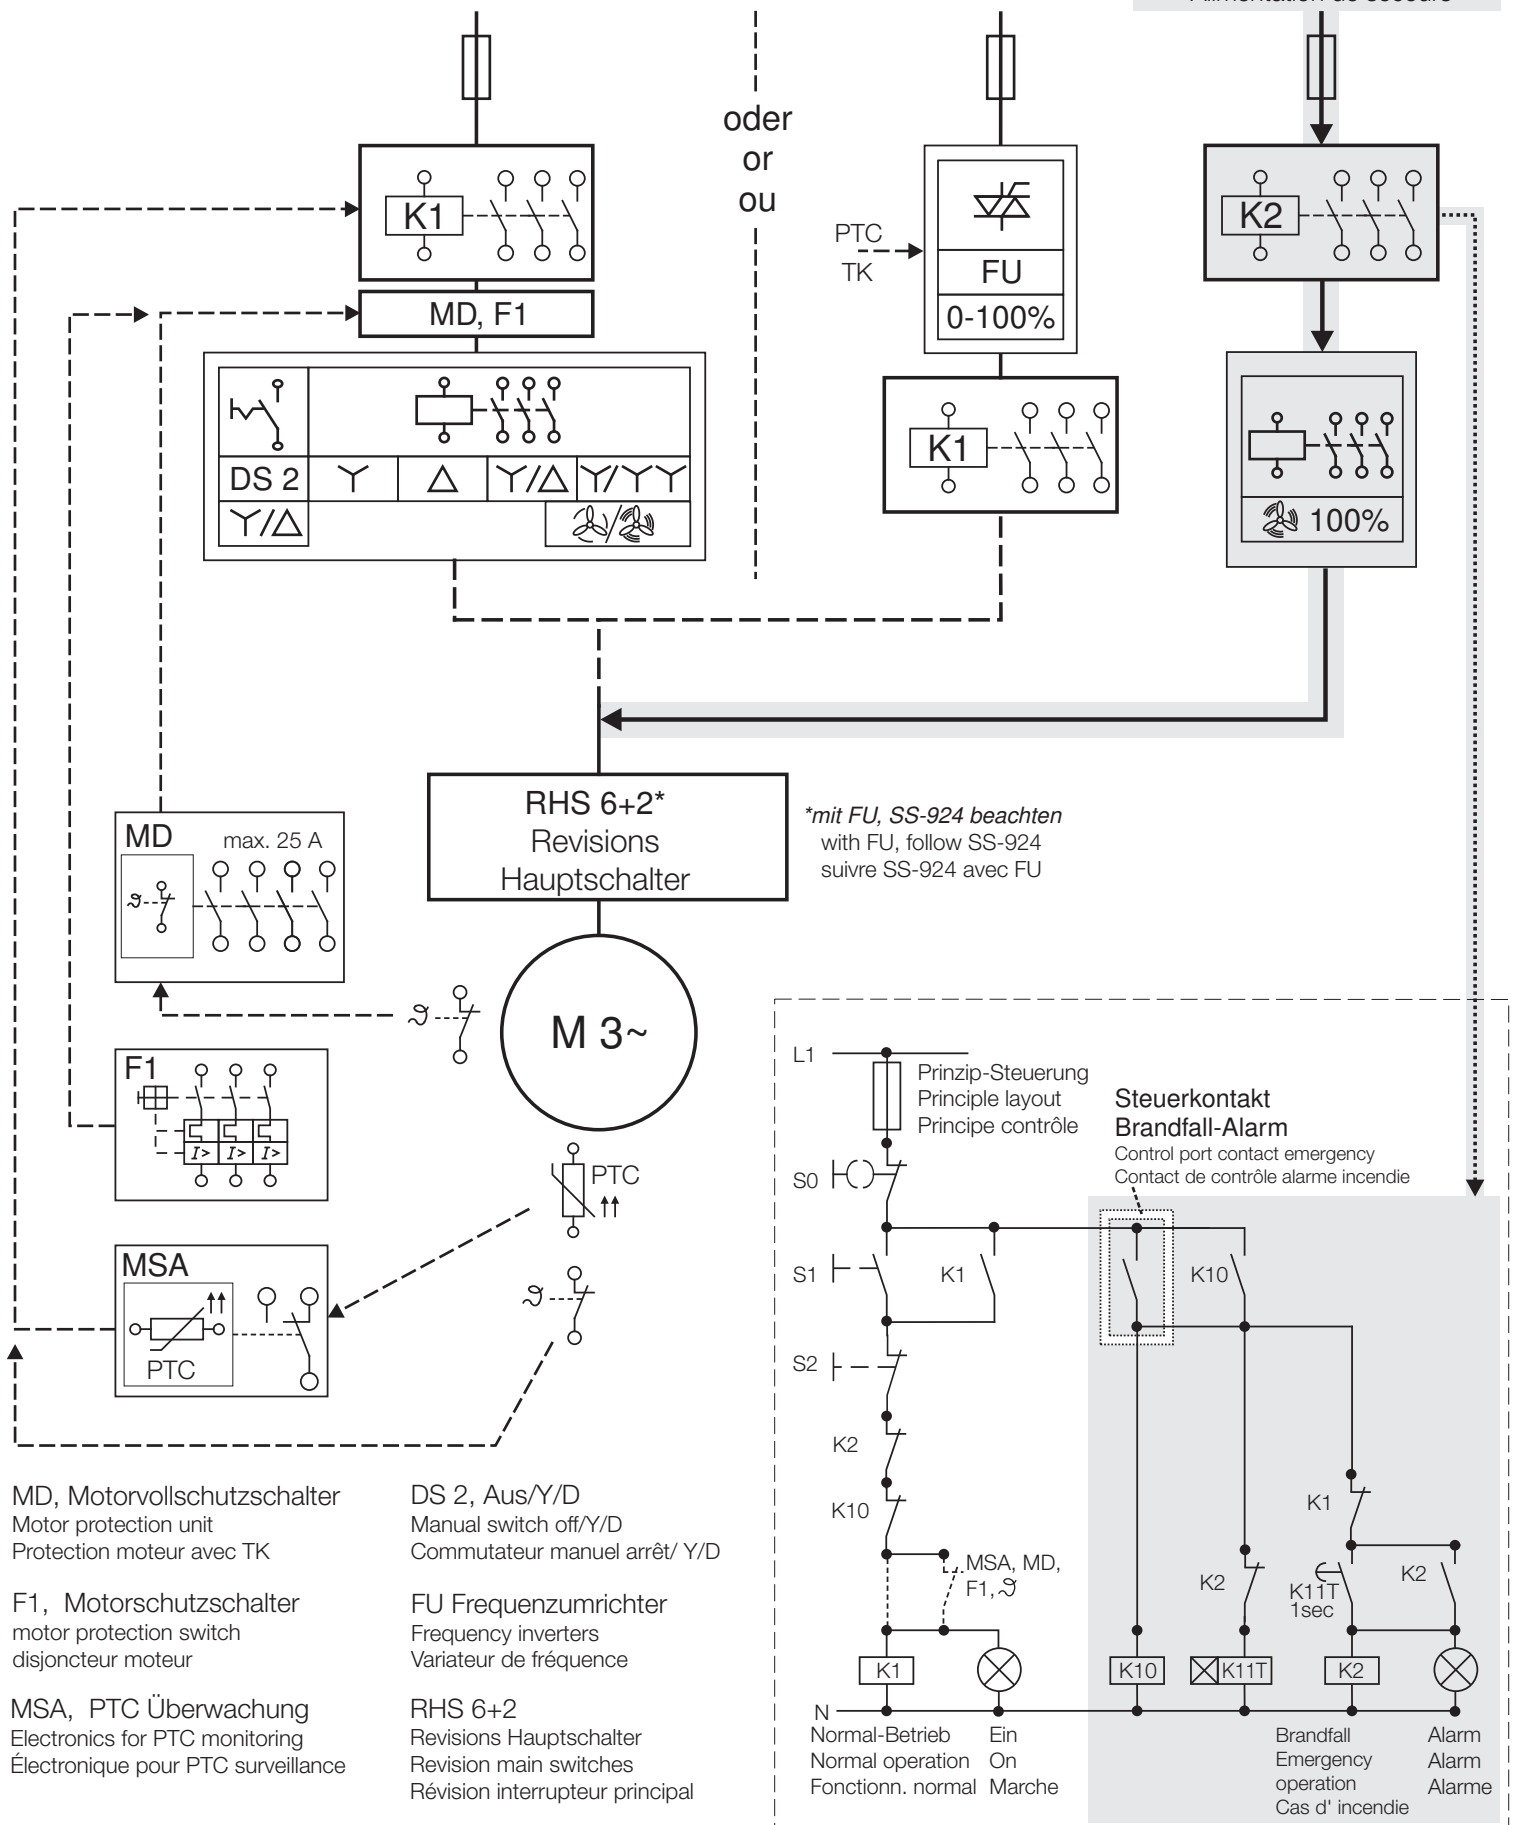 oder
or
ou
K1
MD, F1
DS 2
PTC
TK
FU
0-100%
K1
K2
100%
RHS 6+2*
Revisions
Hauptschalter
*mit FU, SS-924 beachten
with FU, follow SS-924
suivre SS-924 avec FU
MD
max. 25 A
ϑ
ϑ
M 3~
F1
I>
I>
I>
PTC
MSA
PTC
ϑ
L1
Prinzip-Steuerung
Principle layout
Principe contrôle
Steuerkontakt
Brandfall-Alarm
Control port contact emergency
Contact de contrôle alarme incendie
S0
S1
K1
K10
S2
K2
K10
MSA, MD,
F1, ϑ
K1
K2
K11T
1sec
K2
K1
K10
K11T
K2
N
Normal-Betrieb
Normal operation
Fonctionn. normal
Ein
On
Marche
Brandfall
Emergency
operation
Cas d' incendie
Alarm
Alarm
Alarme
MD, Motorvollschutzschalter
Motor protection unit
Protection moteur avec TK
F1, Motorschutzschalter
motor protection switch
disjoncteur moteur
MSA, PTC Überwachung
Electronics for PTC monitoring
Électronique pour PTC surveillance
DS 2, Aus/Y/D
Manual switch off/Y/D
Commutateur manuel arrêt/ Y/D
FU Frequenzumrichter
Frequency inverters
Variateur de fréquence
RHS 6+2
Revisions Hauptschalter
Revision main switches
Révision interrupteur principal